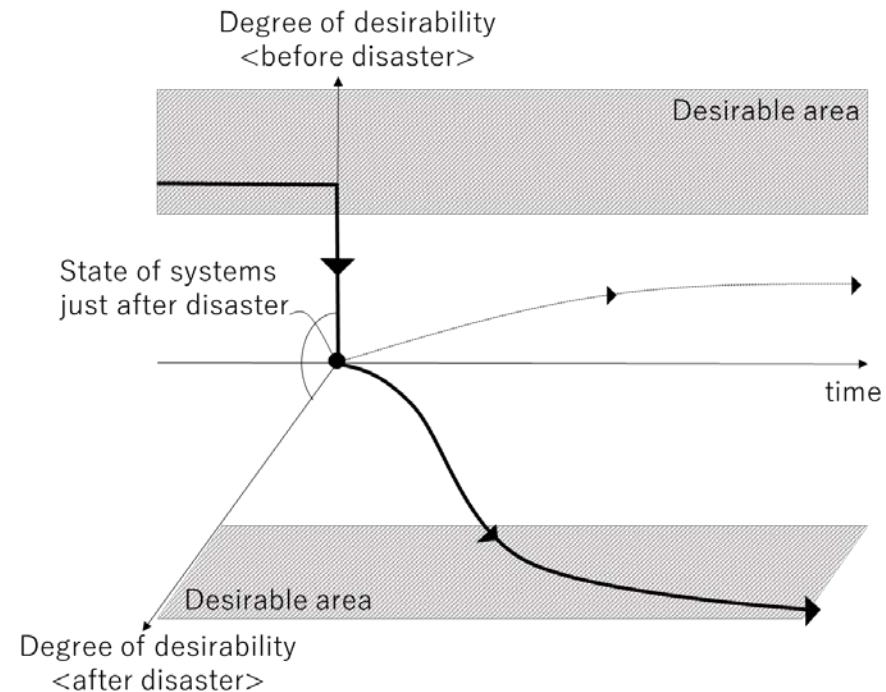 Degree of desirability
<before disaster>
Desirable area
State of systems
just after disaster
time
Desirable area
Degree of desirability
<after disaster>